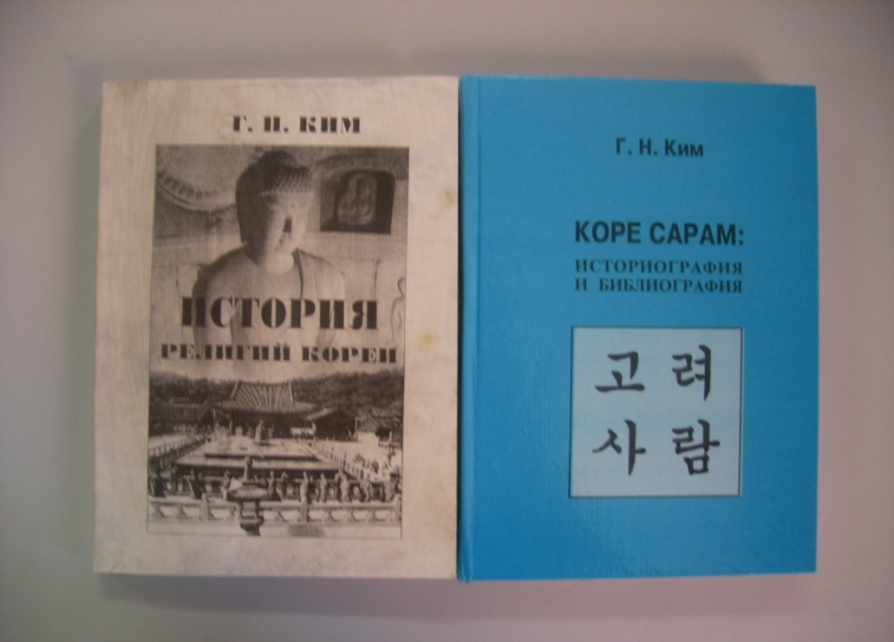 Г. Н. КИМ
ИСТОРИЯ
РЕЛИГИЙ КОРЕИ
Г. Н. Ким
КОРЕ САРАМ:
ИСТОРИОГРАФИЯ
И БИБЛИОГРАФИЯ
고려
사람